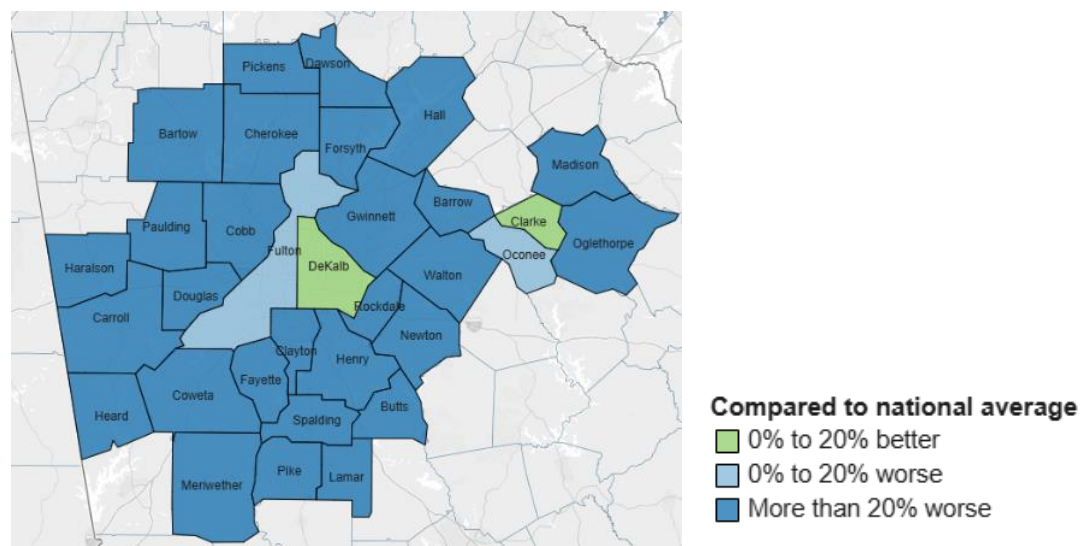 Pickens
Dawson
Hall
Bartow
Cherokee
Forsyth
Madison
Barrow
Gwinnett
Clarke
Paulding
Cobb
Oglethorpe
Fulton
Oconee
Haralson
DeKalb
Walton
Douglas
Rockdale
Carroll
Newton
Clayton
Henry
Fayette
Coweta
Butts
Heard
Spalding
Pike
Lamar
Meriwether
Compared to national average
0% to 20% better
0% to 20% worse
More than 20% worse